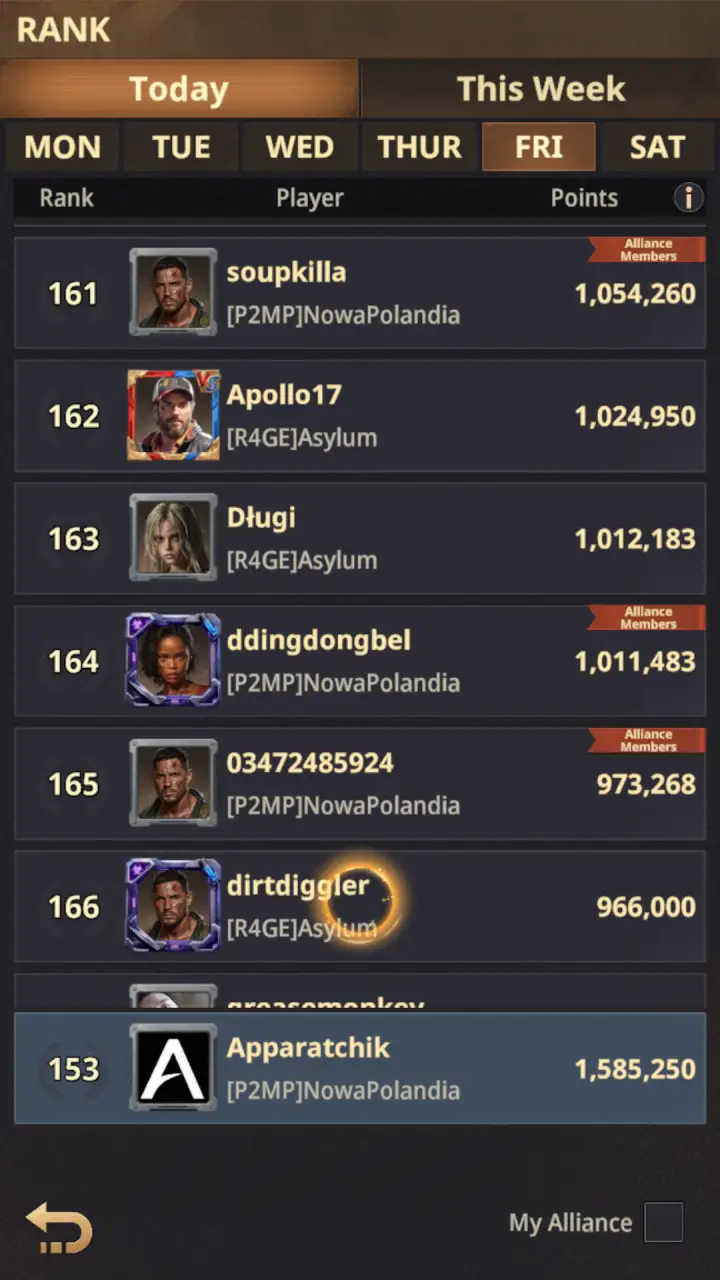 RANK
Today
This Week
MON TUE WED THUR FRI SAT
Rank Player Points i
Alliance
Members
161
soupkilla
[P2MP]NowaPolandia
1,054,260
162
VS
Apollo17
[R4GE]Asylum
1,024,950
163
Długi
[R4GE]Asylum
1,012,183
Alliance
Members
164
ddingdongbel
[P2MP]NowaPolandia
1,011,483
Alliance
Members
165
03472485924
[P2MP]NowaPolandia
973,268
166
dirtdiggler
[R4GE]Asylum
966,000
greasemonkey
153
Apparatchik
[P2MP]NowaPolandia
1,585,250
My Alliance